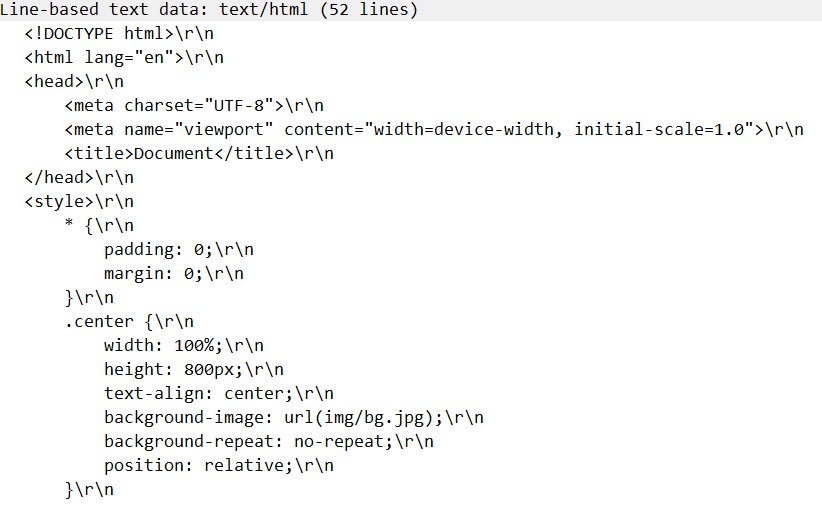 Line-based text data: text/html (52 lines)
<!DOCTYPE html>\r\n
<html lang="en">\r\n
<head>\r\n
    <meta charset="UTF-8">\r\n
    <meta name="viewport" content="width=device-width, initial-scale=1.0">\r\n
    <title>Document</title>\r\n
</head>\r\n
<style>\r\n
    * {\r\n
        padding: 0;\r\n
        margin: 0;\r\n
    }\r\n
    .center {\r\n
        width: 100%;\r\n
        height: 800px;\r\n
        text-align: center;\r\n
        background-image: url(img/bg.jpg);\r\n
        background-repeat: no-repeat;\r\n
        position: relative;\r\n
    }\r\n